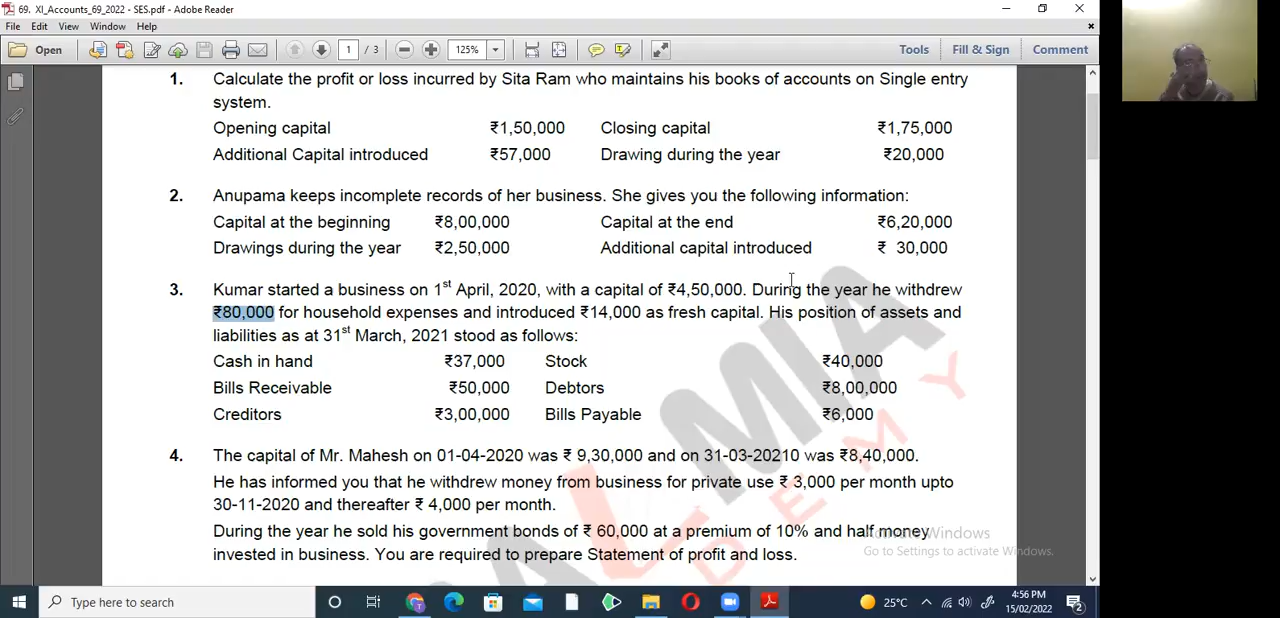 69. XI_Accounts_69_2022 - SES.pdf - Adobe Reader
File Edit View Window Help
Open 1 / 3 125% Tools Fill & Sign Comment
1. Calculate the profit or loss incurred by Sita Ram who maintains his books of accounts on Single entry
system.
Opening capital ₹1,50,000 Closing capital ₹1,75,000
Additional Capital introduced ₹57,000 Drawing during the year ₹20,000
2. Anupama keeps incomplete records of her business. She gives you the following information:
Capital at the beginning ₹8,00,000 Capital at the end ₹6,20,000
Drawings during the year ₹2,50,000 Additional capital introduced ₹ 30,000
3. Kumar started a business on 1st April, 2020, with a capital of ₹4,50,000. During the year he withdrew
₹80,000 for household expenses and introduced ₹14,000 as fresh capital. His position of assets and
liabilities as at 31st March, 2021 stood as follows:
Cash in hand ₹37,000 Stock ₹40,000
Bills Receivable ₹50,000 Debtors ₹8,00,000
Creditors ₹3,00,000 Bills Payable ₹6,000
4. The capital of Mr. Mahesh on 01-04-2020 was ₹ 9,30,000 and on 31-03-20210 was ₹8,40,000.
He has informed you that he withdrew money from business for private use ₹ 3,000 per month upto
30-11-2020 and thereafter ₹ 4,000 per month.
During the year he sold his government bonds of ₹ 60,000 at a premium of 10% and half money
invested in business. You are required to prepare Statement of profit and loss.
ALMIA
DEMY
Activate Windows
Go to Settings to activate Windows.
Type here to search 25°C 4:56 PM
15/02/2022 2